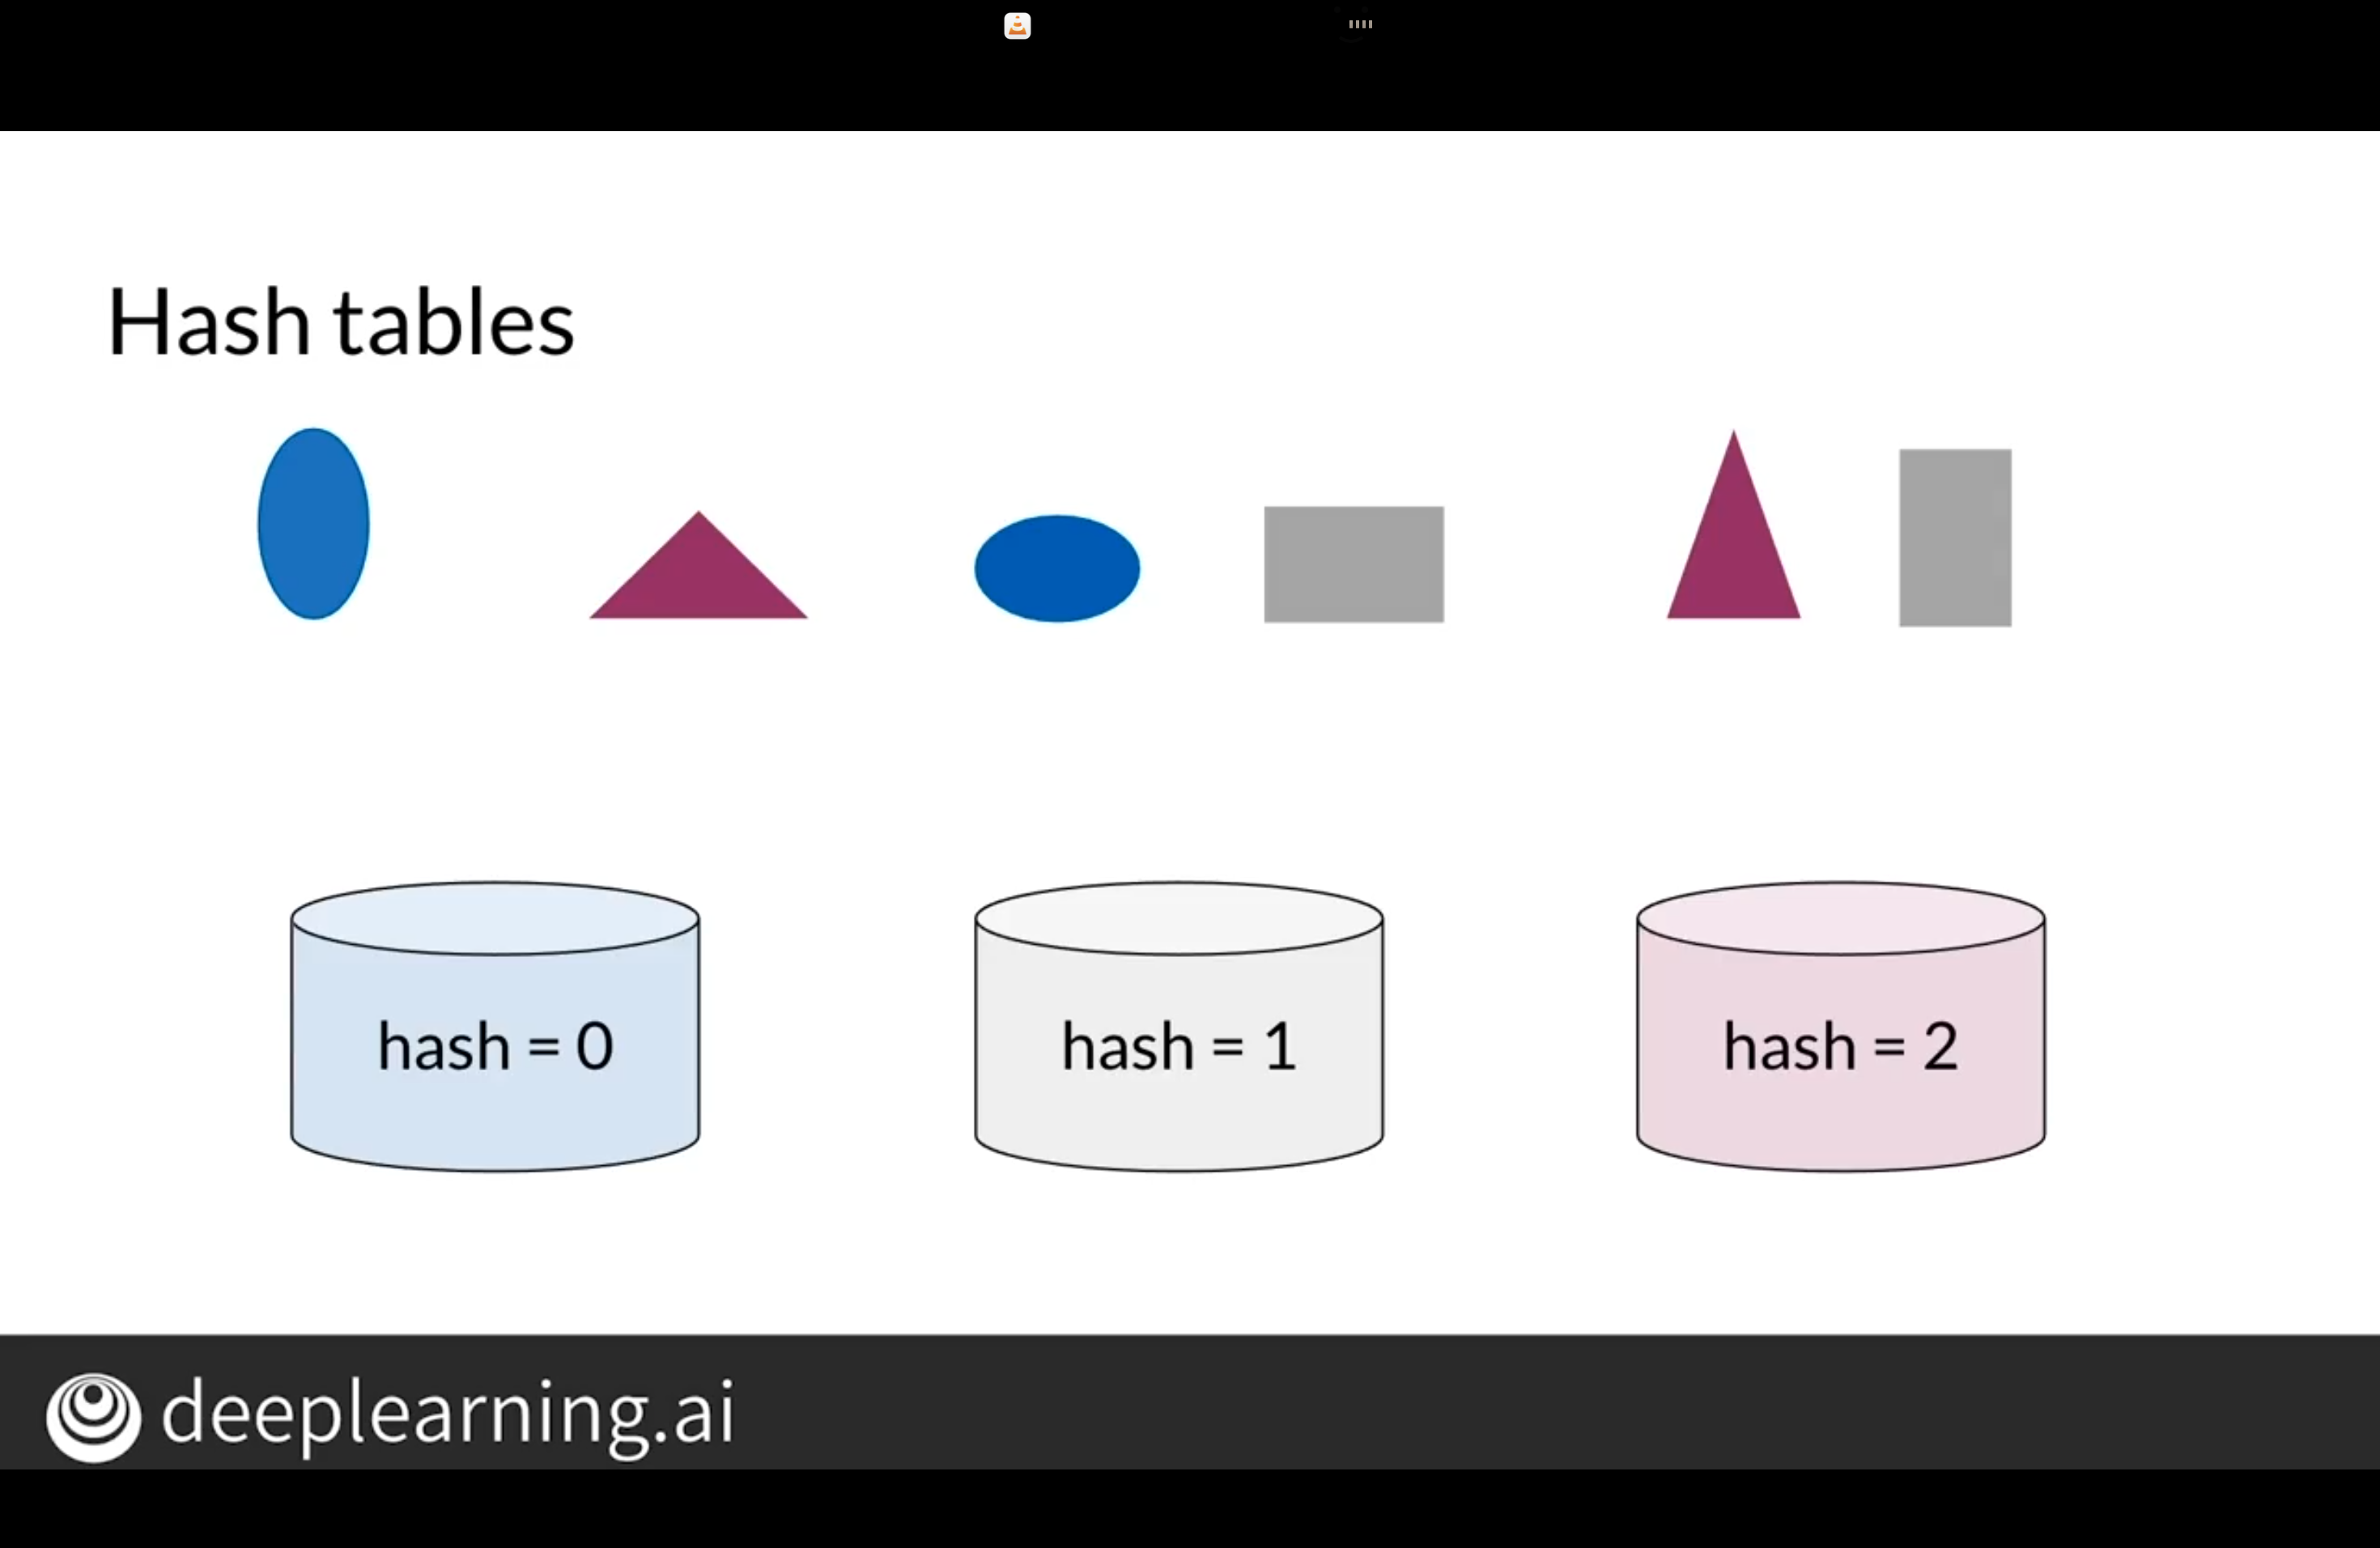 Hash tables
hash = 0
hash = 1
hash = 2
deeplearning.ai